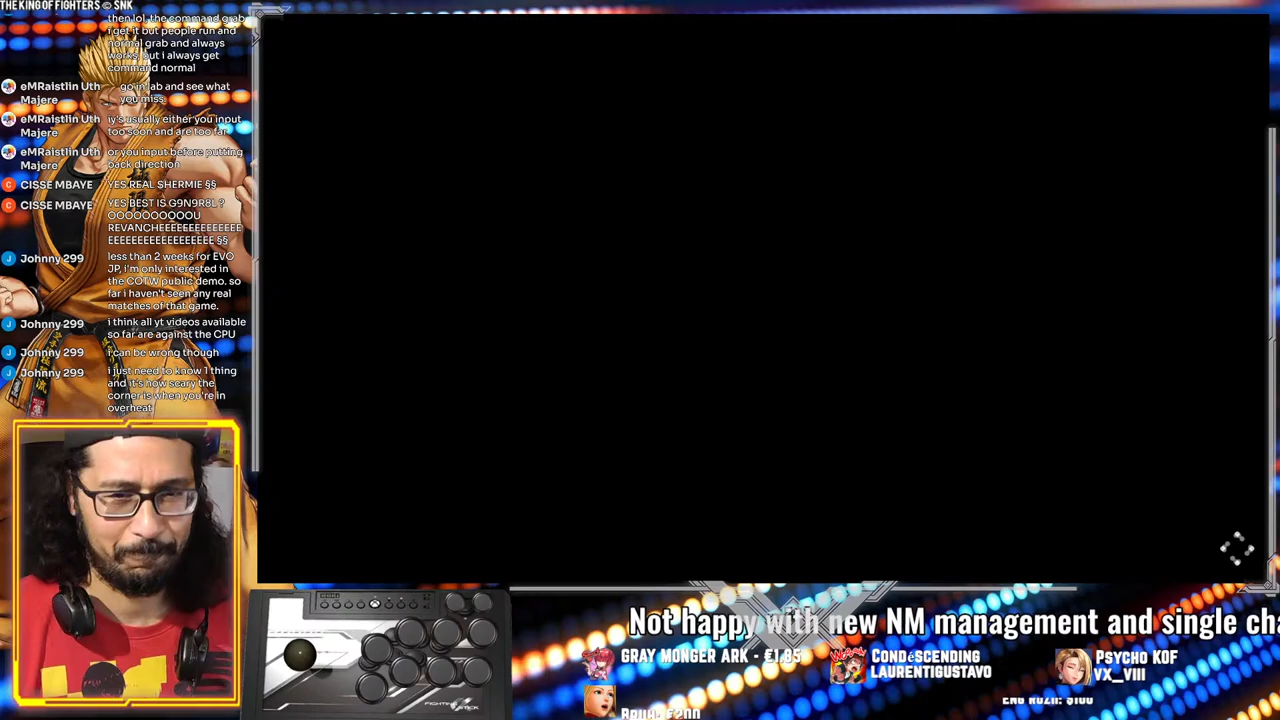 THE KING OF FIGHTERS © SNK
then lol. the command grab
i get it but people run and
normal grab and always
works, but i always get
command normal
eMRaistlin Uth Majere go in lab and see what
you miss.
eMRaistlin Uth Majere iy's usually either you input
too soon and are too far
eMRaistlin Uth Majere or you input before putting
back direction
CISSE MBAYE YES REAL SHERMIE §§
CISSE MBAYE YES BEST IS G9N9R8L ?
OOOOOOOOOOU
REVANCHEEEEEEEEEEEEEE
EEEEEEEEEEEEEEEEEE §§
Johnny 299 less than 2 weeks for EVO
JP, i'm only interested in
the COTW public demo. so
far i haven't seen any real
matches of that game.
Johnny 299 i think all yt videos available
so far are against the CPU
Johnny 299 i can be wrong though
Johnny 299 i just need to know 1 thing
and it's how scary the
corner is when you're in
overheat
FIGHTING STICK
Not happy with new NM management and single cha
GRAY MONGER ARK - €1.85
CONDéSCENDING
LAURENTIGUSTAVO
PSYCHO KOF
VX_VIII